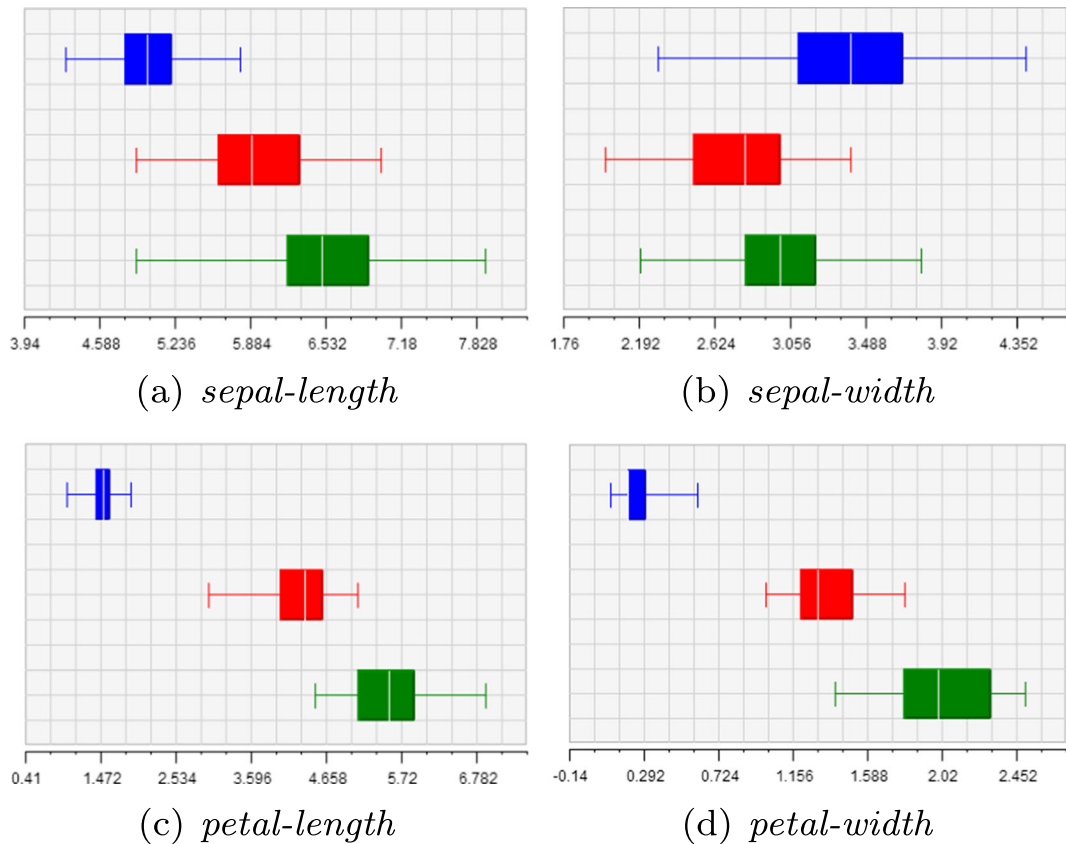 3.94 4.588 5.236 5.884 6.532 7.18 7.828
1.76 2.192 2.624 3.056 3.488 3.92 4.352
(a) sepal-length
(b) sepal-width
0.41 1.472 2.534 3.596 4.658 5.72 6.782
-0.14 0.292 0.724 1.156 1.588 2.02 2.452
(c) petal-length
(d) petal-width